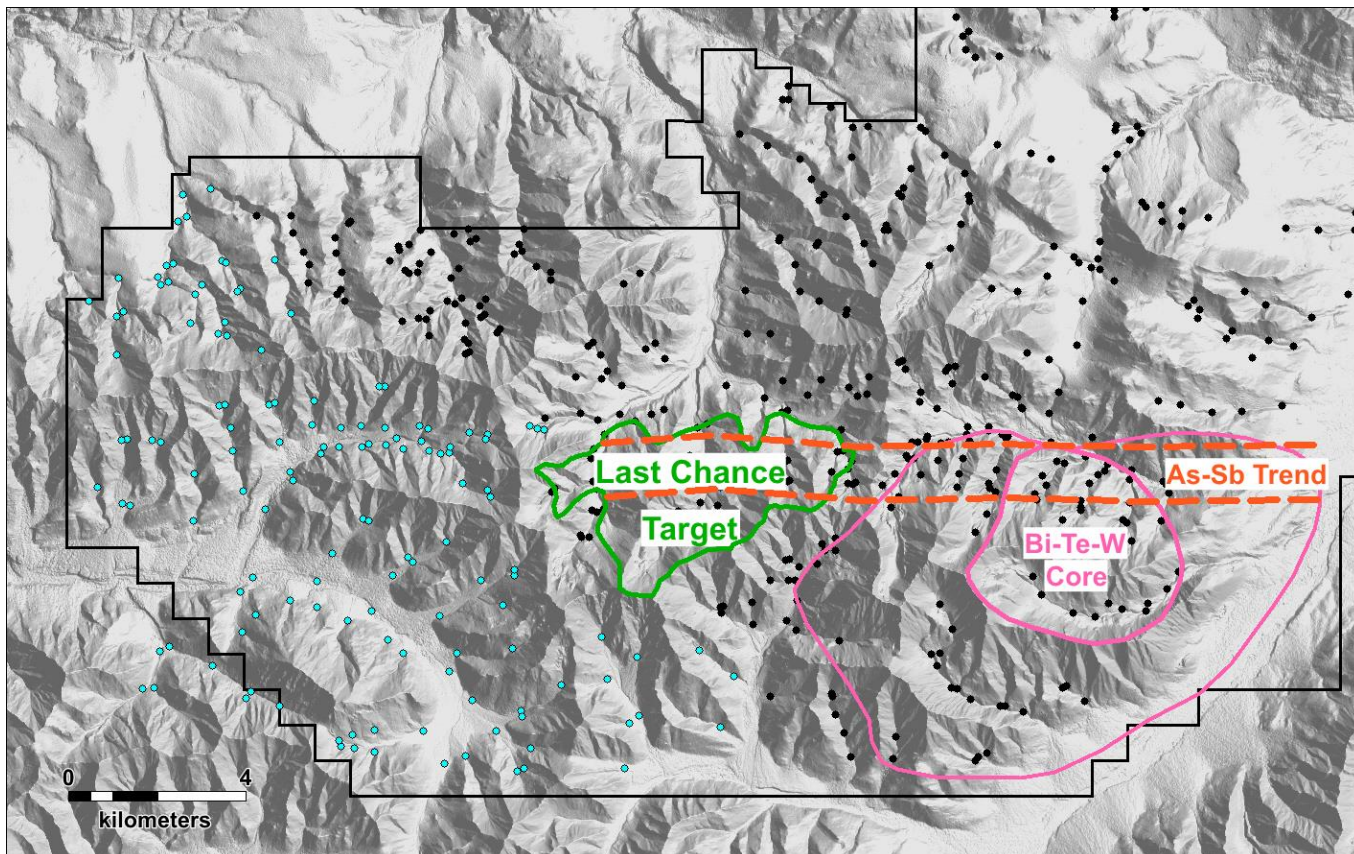 Last Chance
Target
As-Sb Trend
Bi-Te-W
Core
0 4
kilometers